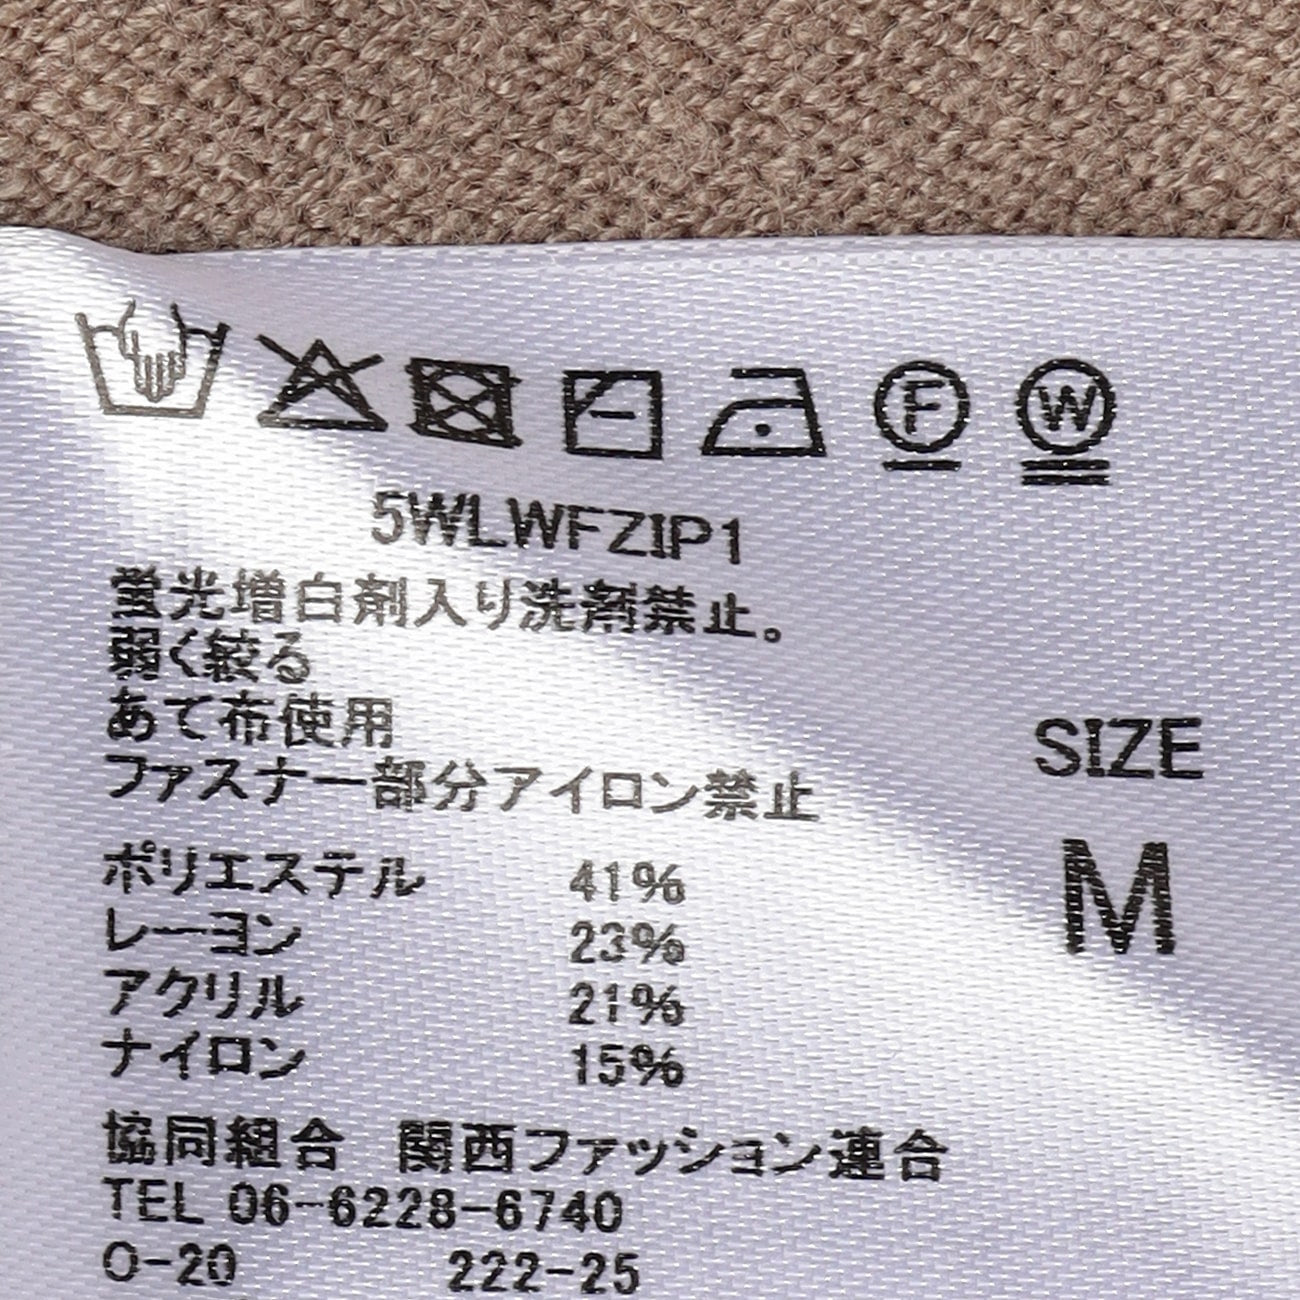 F W
5WLWFZIP1
蛍光増白剤入り洗剤禁止。
弱く絞る
あて布使用
ファスナー部分アイロン禁止
SIZE
M
ポリエステル 41%
レーヨン 23%
アクリル 21%
ナイロン 15%
協同組合 関西ファッション連合
TEL 06-6228-6740
O-20 222-25